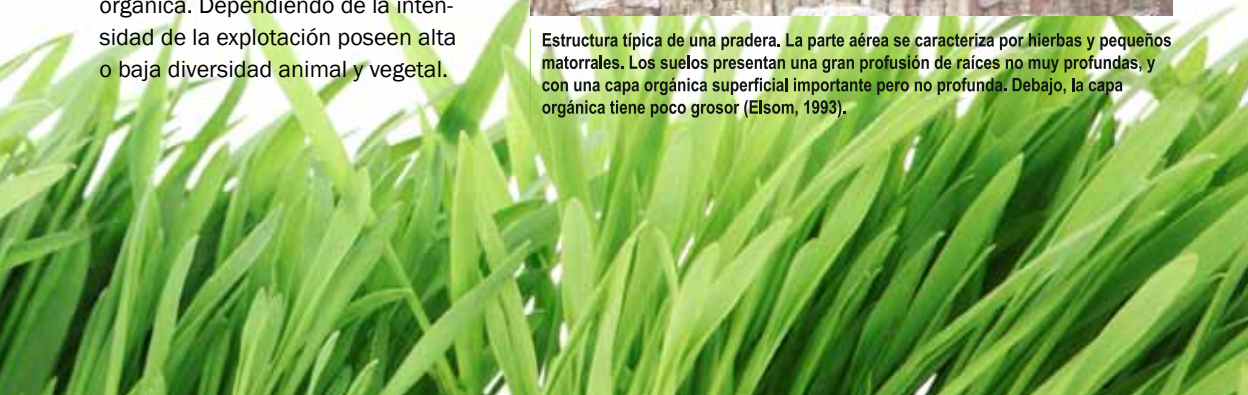 orgánica. Dependiendo de la inten-
sidad de la explotación poseen alta
o baja diversidad animal y vegetal.
Estructura típica de una pradera. La parte aérea se caracteriza por hierbas y pequeños
matorrales. Los suelos presentan una gran profusión de raíces no muy profundas, y
con una capa orgánica superficial importante pero no profunda. Debajo, la capa
orgánica tiene poco grosor (Elsom, 1993).